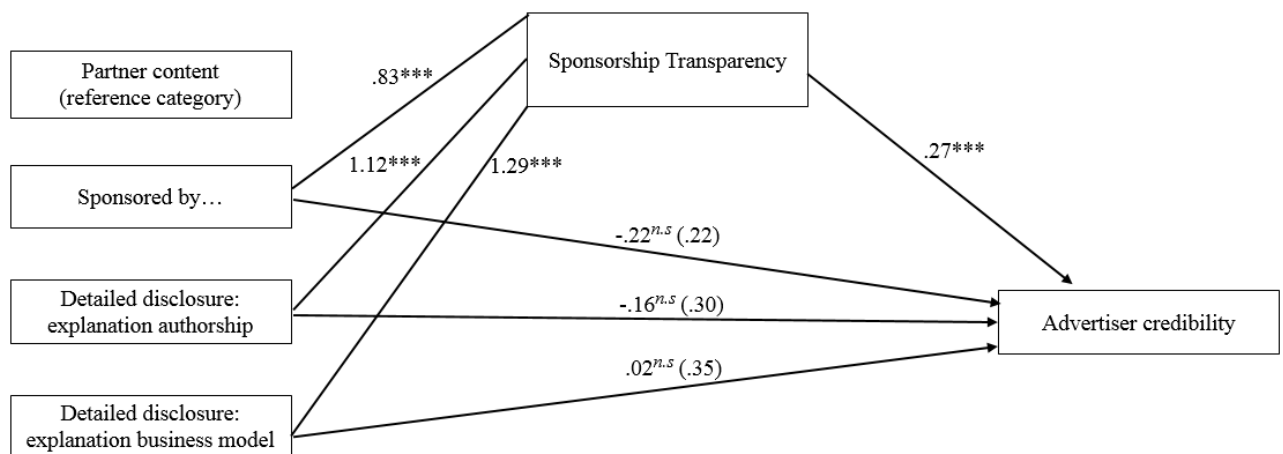 Partner content
(reference category)
Sponsorship Transparency
.83***
1.12***
1.29***
.27***
Sponsored by…
-.22n.s (.22)
Detailed disclosure:
explanation authorship
-.16n.s (.30)
Advertiser credibility
.02n.s (.35)
Detailed disclosure:
explanation business model